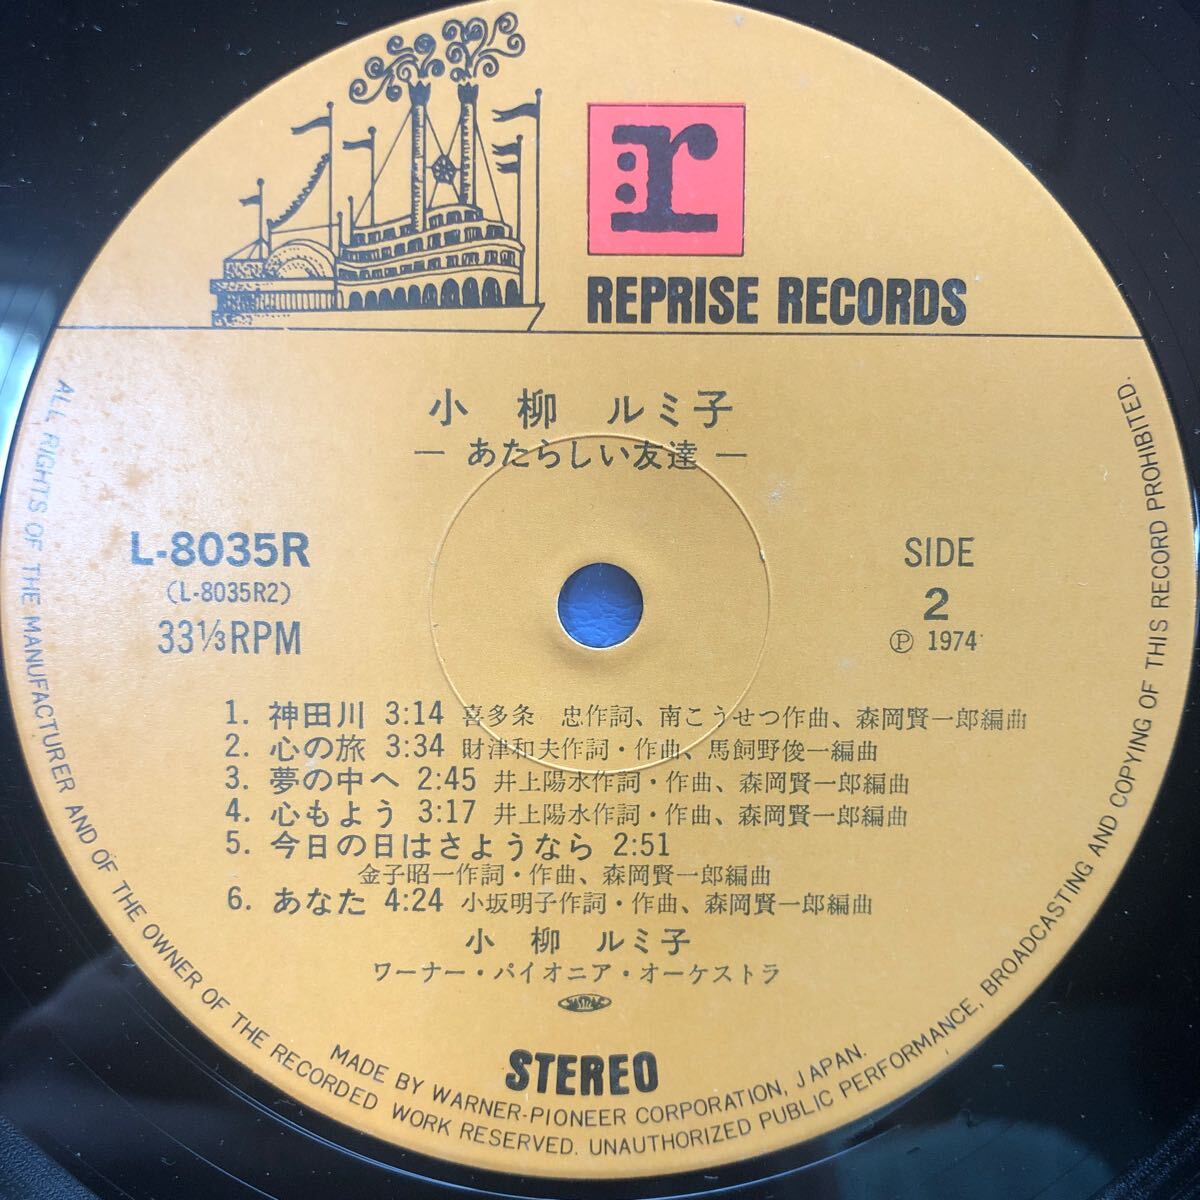 r
REPRISE RECORDS
小 柳 ルミ子
— あたらしい友達 —
L-8035R
(L-8035R2)
33⅓RPM
SIDE
2
Ⓟ 1974
1. 神田川 3:14 喜多条 忠作詞、南こうせつ作曲、森岡賢一郎編曲
2. 心の旅 3:34 財津和夫作詞・作曲、馬飼野俊一編曲
3. 夢の中へ 2:45 井上陽水作詞・作曲、森岡賢一郎編曲
4. 心もよう 3:17 井上陽水作詞・作曲、森岡賢一郎編曲
5. 今日の日はさようなら 2:51
金子昭一作詞・作曲、森岡賢一郎編曲
6. あなた 4:24 小坂明子作詞・作曲、森岡賢一郎編曲
小 柳 ルミ子
ワーナー・パイオニア・オーケストラ
STEREO
MADE BY WARNER-PIONEER CORPORATION, JAPAN.
ALL RIGHTS OF THE MANUFACTURER AND OF THE OWNER OF THE RECORDED WORK RESERVED. UNAUTHORIZED PUBLIC PERFORMANCE, BROADCASTING AND COPYING OF THIS RECORD PROHIBITED.